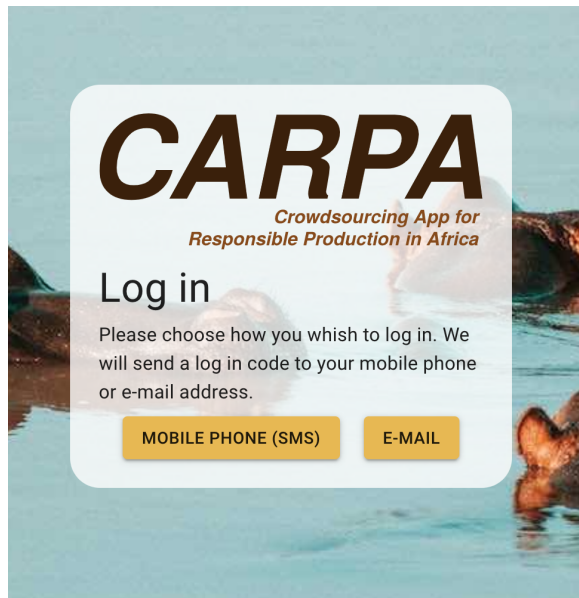 CARPA
Crowdsourcing App for
Responsible Production in Africa
Log in
Please choose how you whish to log in. We
will send a log in code to your mobile phone
or e-mail address.
MOBILE PHONE (SMS) E-MAIL